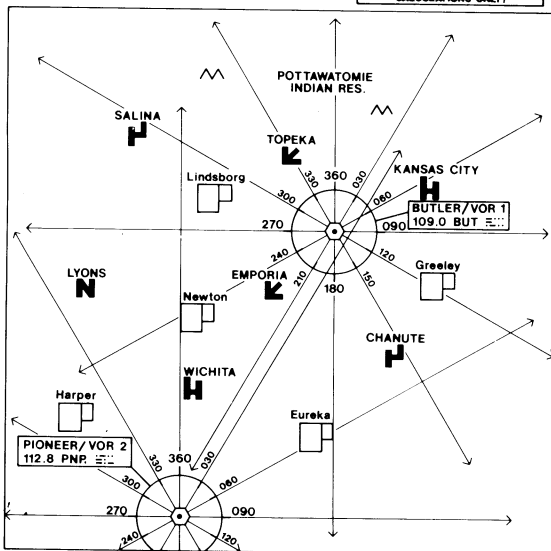 POTTAWATOMIE
INDIAN RES.
SALINA
TOPEKA
KANSAS CITY
Lindsborg
360
330
030
300
060
BUTLER/VOR 1
109.0 BUT
270
090
240
120
Greeley
LYONS
EMPORIA
210
150
180
Newton
CHANUTE
WICHITA
Harper
Eureka
PIONEER/VOR 2
112.8 PNP.
360
330
030
300
060
270
090
240
120